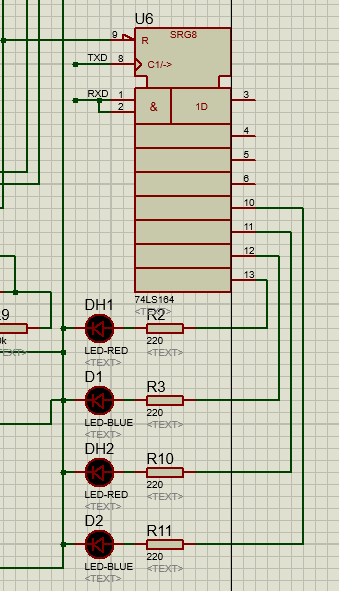 U6
SRG8
9
R
TXD
8
C1/->
RXD
1
2
&
1D
3
4
5
6
10
11
12
13
74LS164
<TEXT>
DH1
R2
LED-RED
220
<TEXT>
<TEXT>
D1
R3
LED-BLUE
220
<TEXT>
<TEXT>
DH2
R10
LED-RED
220
<TEXT>
<TEXT>
D2
R11
LED-BLUE
220
<TEXT>
<TEXT>